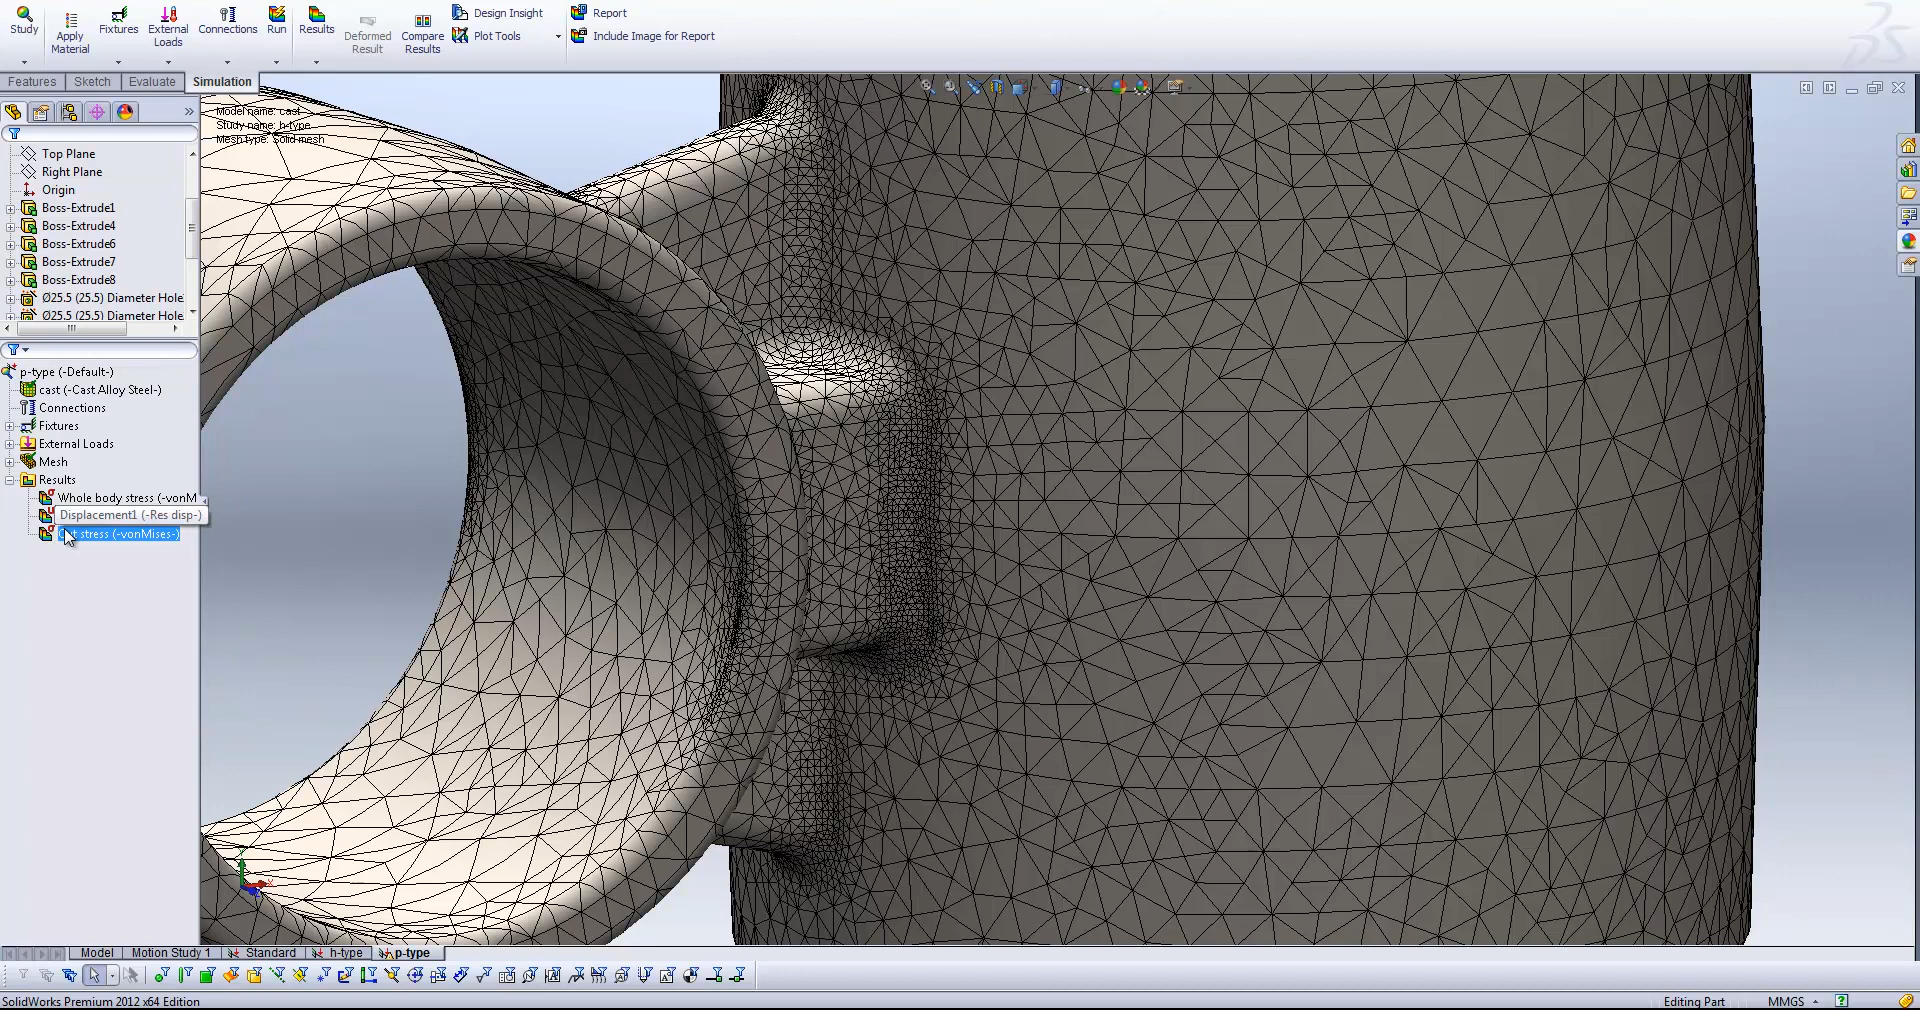 Study
Apply Material
Fixtures
External Loads
Connections
Run
Results
Deformed Result
Compare Results
Design Insight
Plot Tools
Report
Include Image for Report
Features
Sketch
Evaluate
Simulation
Model name: cast
Study name: h-type
Mesh type: Solid mesh
Top Plane
Right Plane
Origin
Boss-Extrude1
Boss-Extrude4
Boss-Extrude6
Boss-Extrude7
Boss-Extrude8
Ø25.5 (25.5) Diameter Hole
Ø25.5 (25.5) Diameter Hole
p-type (-Default-)
cast (-Cast Alloy Steel-)
Connections
Fixtures
External Loads
Mesh
Results
Whole body stress (-vonM
Displacement1 (-Res disp-)
stress (-vonMises-)
Model
Motion Study 1
Standard
h-type
p-type
SolidWorks Premium 2012 x64 Edition
Editing Part
MMGS